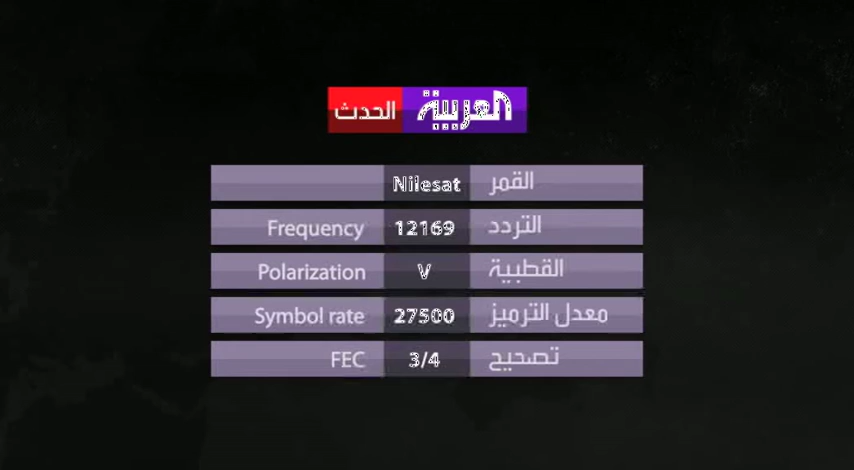 العربية الحدث
القمر Nilesat
التردد 12169 Frequency
القطبية V Polarization
معدل الترميز 27500 Symbol rate
تصحيح 3/4 FEC